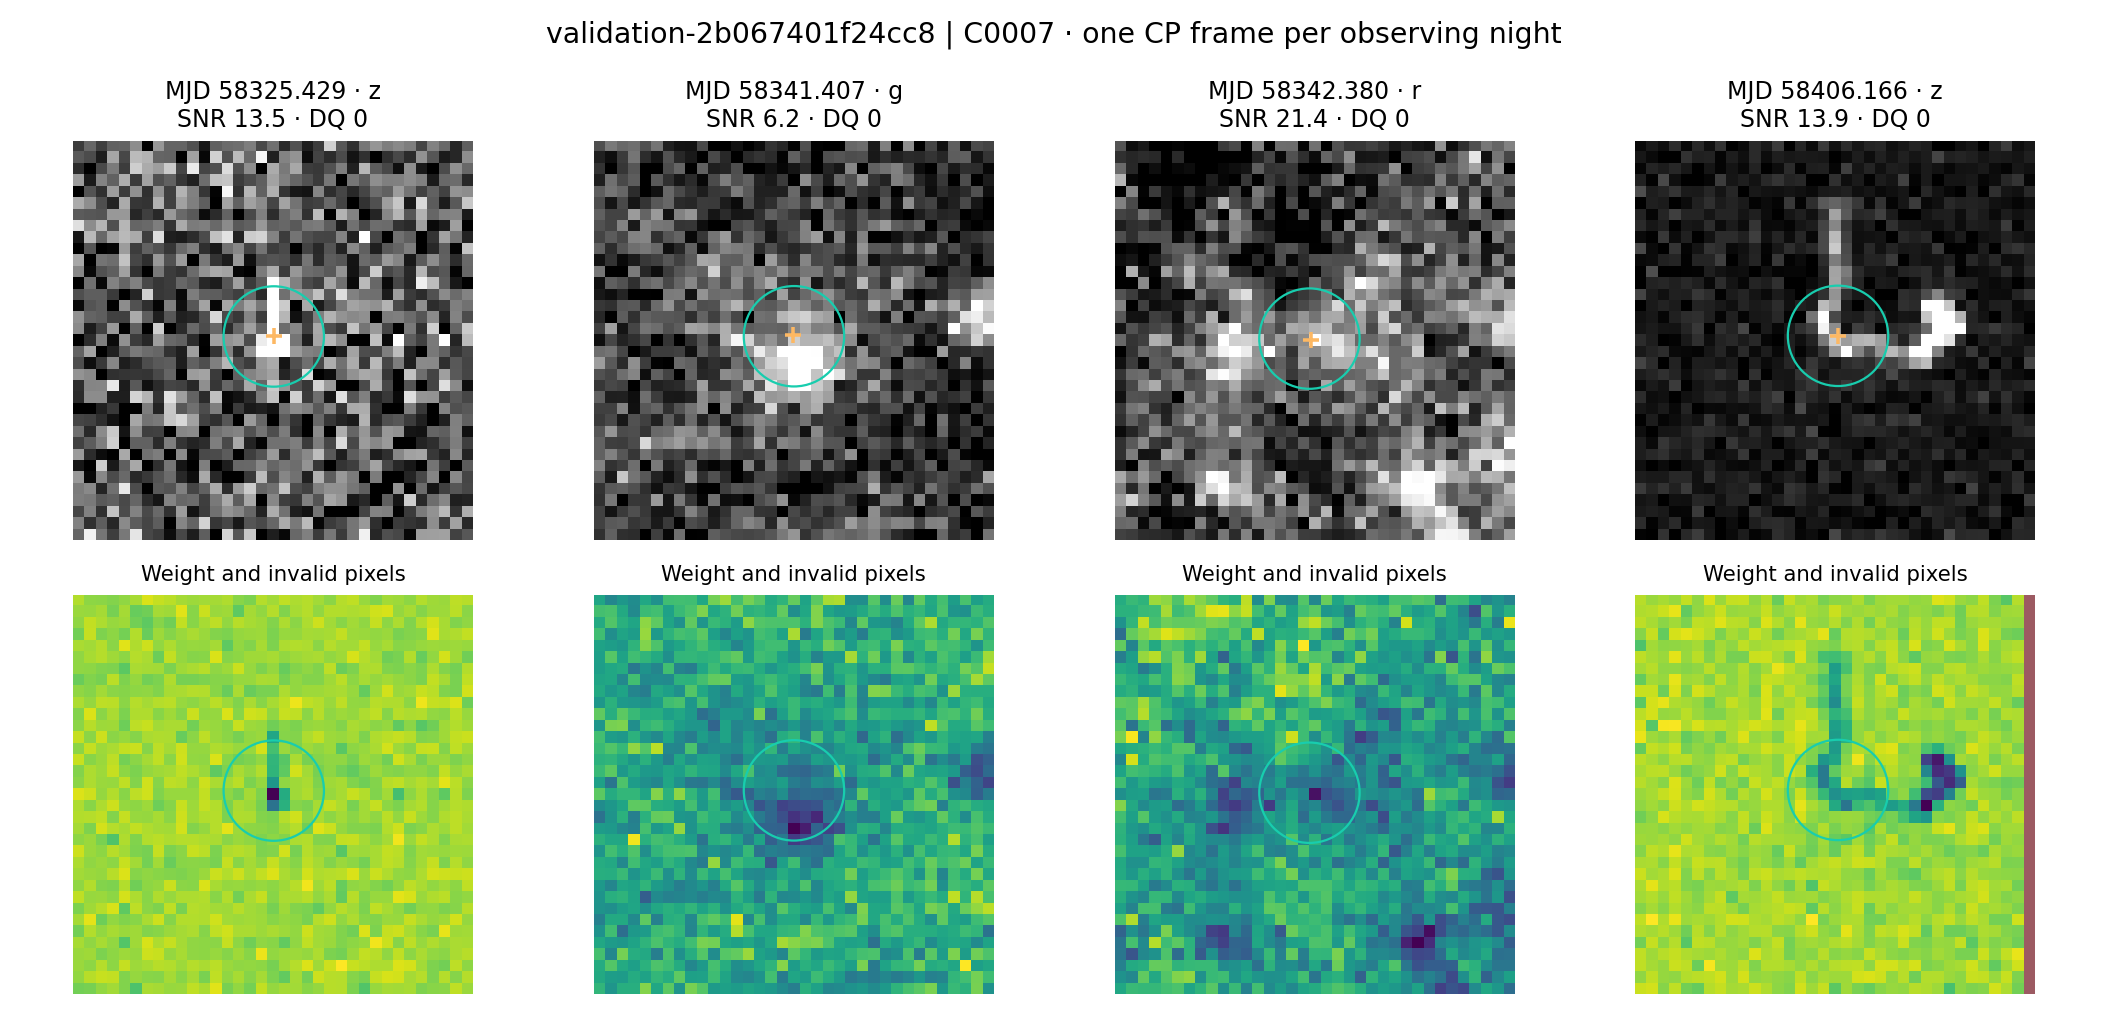 validation-2b067401f24cc8 | C0007 · one CP frame per observing night
MJD 58325.429 · z
SNR 13.5 · DQ 0
MJD 58341.407 · g
SNR 6.2 · DQ 0
MJD 58342.380 · r
SNR 21.4 · DQ 0
MJD 58406.166 · z
SNR 13.9 · DQ 0
Weight and invalid pixels
Weight and invalid pixels
Weight and invalid pixels
Weight and invalid pixels